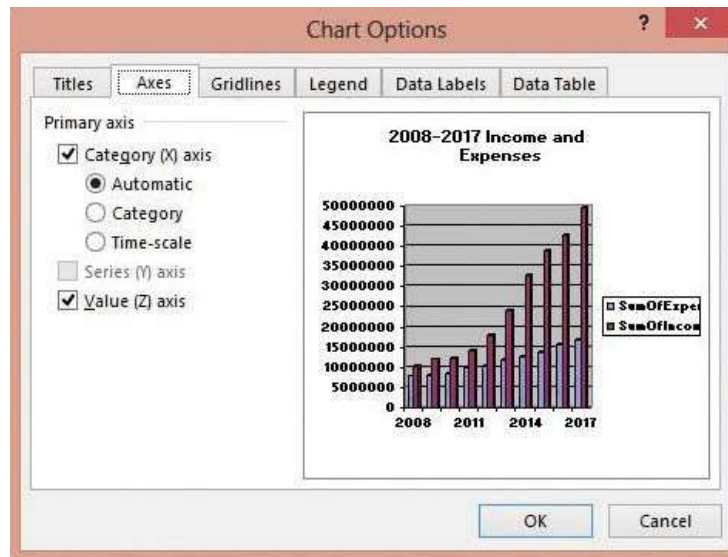 Chart Options
?
×
Titles
Axes
Gridlines
Legend
Data Labels
Data Table
Primary axis
Category (X) axis
Automatic
Category
Time-scale
Series (Y) axis
Value (Z) axis
2008-2017 Income and
Expenses
50000000
45000000
40000000
35000000
30000000
25000000
20000000
15000000
10000000
5000000
0
2008 2011 2014 2017
SumOfExpe
SumOfIncom
OK
Cancel